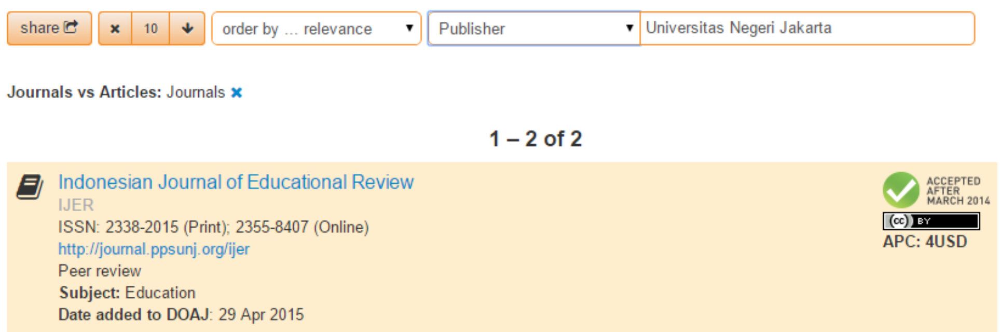 share 10 order by ... relevance Publisher Universitas Negeri Jakarta
Journals vs Articles: Journals
1 – 2 of 2
Indonesian Journal of Educational Review
IJER
ISSN: 2338-2015 (Print); 2355-8407 (Online)
http://journal.ppsunj.org/ijer
Peer review
Subject: Education
Date added to DOAJ: 29 Apr 2015
ACCEPTED
AFTER
MARCH 2014
(cc) BY
APC: 4USD